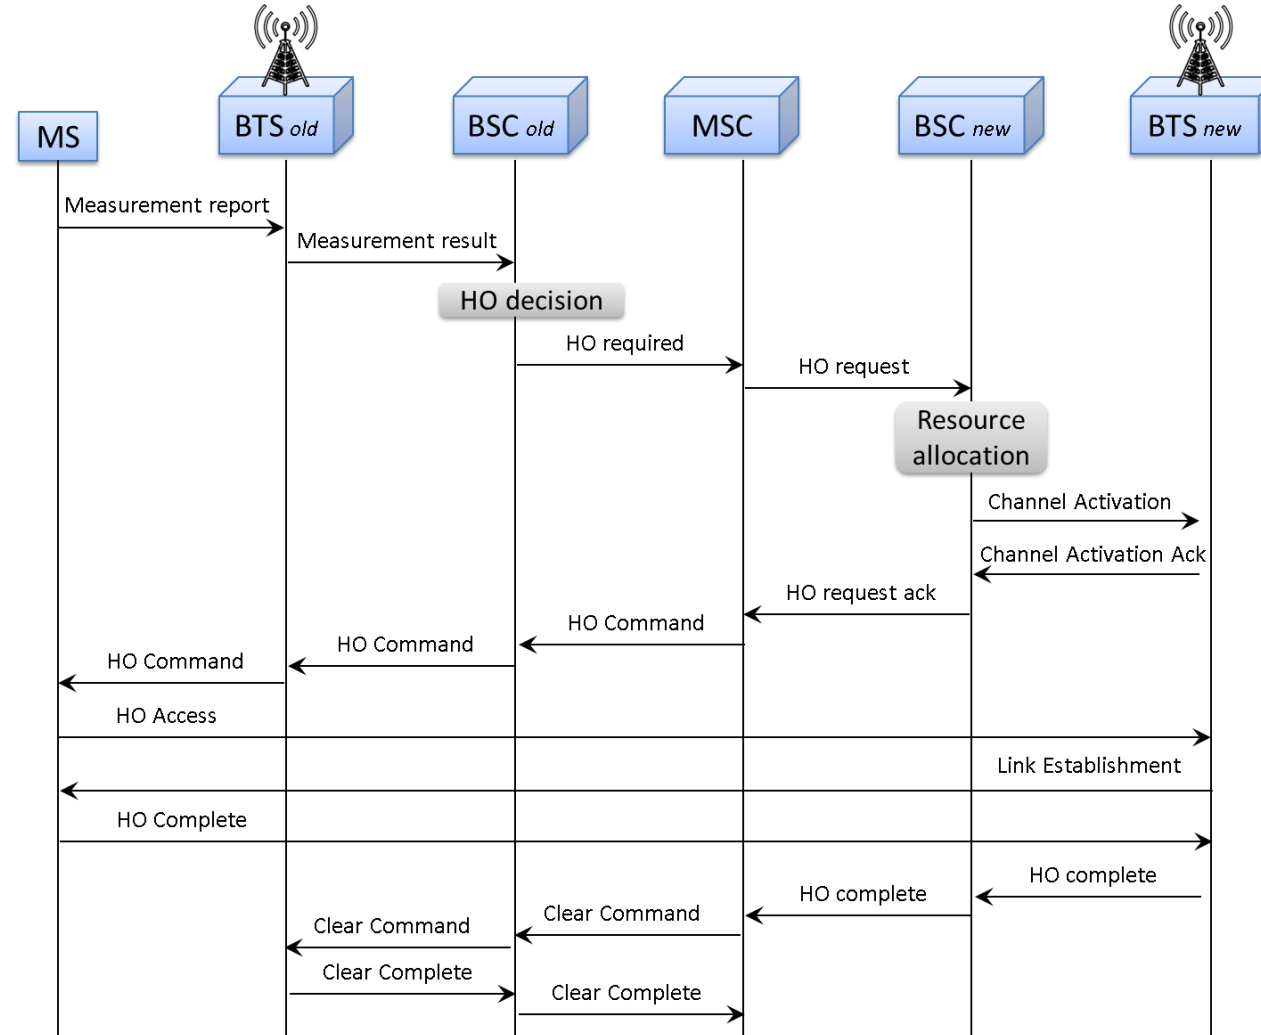 MS
BTS old
BSC old
MSC
BSC new
BTS new
Measurement report
Measurement result
HO decision
HO required
HO request
Resource
allocation
Channel Activation
Channel Activation Ack
HO request ack
HO Command
HO Command
HO Command
HO Access
Link Establishment
HO Complete
HO complete
HO complete
Clear Command
Clear Command
Clear Complete
Clear Complete